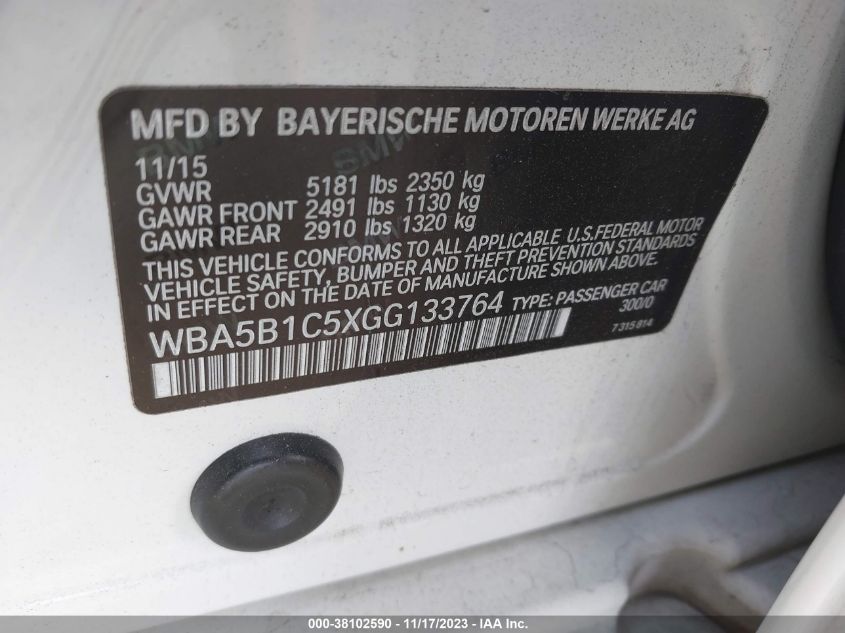 MFD BY BAYERISCHE MOTOREN WERKE AG
11/15
GVWR 5181 lbs 2350 kg
GAWR FRONT 2491 lbs 1130 kg
GAWR REAR 2910 lbs 1320 kg
THIS VEHICLE CONFORMS TO ALL APPLICABLE U.S.FEDERAL MOTOR
VEHICLE SAFETY, BUMPER AND THEFT PREVENTION STANDARDS
IN EFFECT ON THE DATE OF MANUFACTURE SHOWN ABOVE.
WBA5B1C5XGG133764 TYPE: PASSENGER CAR
300/0
7 315 814
000-38102590 - 11/17/2023 - IAA Inc.